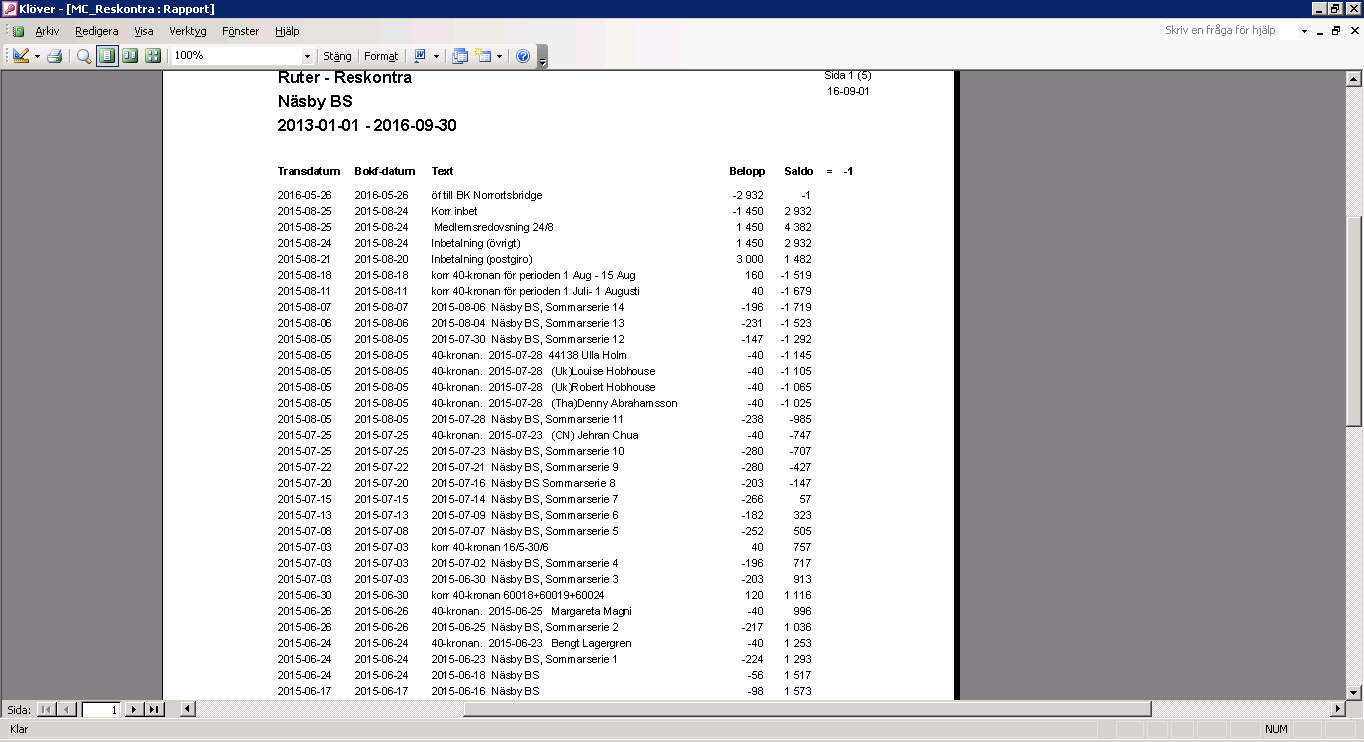 Klöver - [MC_Reskontra : Rapport]
Arkiv Redigera Visa Verktyg Fönster Hjälp Skriv en fråga för hjälp
100% Stäng Format
Ruter - Reskontra Sida 1 (5)
Näsby BS 16-09-01
2013-01-01 - 2016-09-30
Transdatum Bokf-datum Text Belopp Saldo = -1
2016-05-26 2016-05-26 öf till BK Norrortsbridge -2 932 -1
2015-08-25 2015-08-24 Korr inbet -1 450 2 932
2015-08-25 2015-08-24 Medlemsredovsning 24/8 1 450 4 382
2015-08-24 2015-08-24 Inbetalning (övrigt) 1 450 2 932
2015-08-21 2015-08-20 Inbetalning (postgiro) 3 000 1 482
2015-08-18 2015-08-18 korr 40-kronan för perioden 1 Aug - 15 Aug 160 -1 519
2015-08-11 2015-08-11 korr 40-kronan för perioden 1 Juli- 1 Augusti 40 -1 679
2015-08-07 2015-08-07 2015-08-06 Näsby BS, Sommarserie 14 -196 -1 719
2015-08-06 2015-08-06 2015-08-04 Näsby BS, Sommarserie 13 -231 -1 523
2015-08-05 2015-08-05 2015-07-30 Näsby BS, Sommarserie 12 -147 -1 292
2015-08-05 2015-08-05 40-kronan. 2015-07-28 44138 Ulla Holm -40 -1 145
2015-08-05 2015-08-05 40-kronan. 2015-07-28 (Uk)Louise Hobhouse -40 -1 105
2015-08-05 2015-08-05 40-kronan. 2015-07-28 (Uk)Robert Hobhouse -40 -1 065
2015-08-05 2015-08-05 40-kronan. 2015-07-28 (Tha)Denny Abrahamsson -40 -1 025
2015-08-05 2015-08-05 2015-07-28 Näsby BS, Sommarserie 11 -238 -985
2015-07-25 2015-07-25 40-kronan. 2015-07-23 (CN) Jehran Chua -40 -747
2015-07-25 2015-07-25 2015-07-23 Näsby BS, Sommarserie 10 -280 -707
2015-07-22 2015-07-22 2015-07-21 Näsby BS, Sommarserie 9 -280 -427
2015-07-20 2015-07-20 2015-07-16 Näsby BS Sommarserie 8 -203 -147
2015-07-15 2015-07-15 2015-07-14 Näsby BS, Sommarserie 7 -266 57
2015-07-13 2015-07-13 2015-07-09 Näsby BS, Sommarserie 6 -182 323
2015-07-08 2015-07-08 2015-07-07 Näsby BS, Sommarserie 5 -252 505
2015-07-03 2015-07-03 korr 40-kronan 16/5-30/6 40 757
2015-07-03 2015-07-03 2015-07-02 Näsby BS, Sommarserie 4 -196 717
2015-07-03 2015-07-03 2015-06-30 Näsby BS, Sommarserie 3 -203 913
2015-06-30 2015-06-30 korr 40-kronan 60018+60019+60024 120 1 116
2015-06-26 2015-06-26 40-kronan. 2015-06-25 Margareta Magni -40 996
2015-06-26 2015-06-26 2015-06-25 Näsby BS, Sommarserie 2 -217 1 036
2015-06-24 2015-06-24 40-kronan. 2015-06-23 Bengt Lagergren -40 1 253
2015-06-24 2015-06-24 2015-06-23 Näsby BS, Sommarserie 1 -224 1 293
2015-06-24 2015-06-24 2015-06-18 Näsby BS -56 1 517
2015-06-17 2015-06-17 2015-06-16 Näsby BS -98 1 573
Sida: 1
Klar NUM